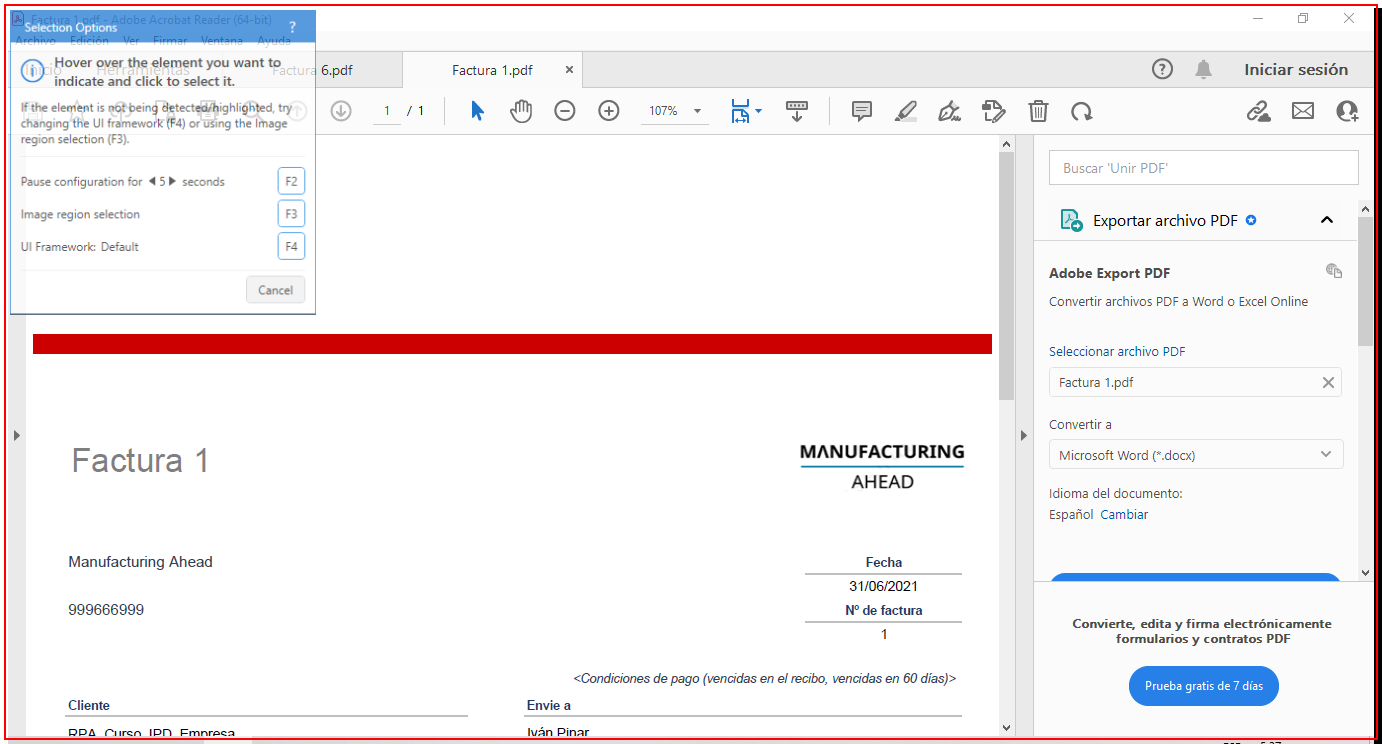 Factura 1.pdf - Adobe Acrobat Reader (64-bit)
Selection Options ?
Archivo Edición Ver Firmar Ventana Ayuda
Hover over the element you want to
indicate and click to select it.
Inicio Herramientas Factura 6.pdf Factura 1.pdf × ? Iniciar sesión
If the element is not being detected/highlighted, try
changing the UI framework (F4) or using the Image
region selection (F3).
1 / 1 107%
Pause configuration for 5 seconds F2
Image region selection F3
UI Framework: Default F4
Cancel
Buscar 'Unir PDF'
Exportar archivo PDF
Adobe Export PDF
Convertir archivos PDF a Word o Excel Online
Seleccionar archivo PDF
Factura 1.pdf
Convertir a
Microsoft Word (*.docx)
Idioma del documento:
Español Cambiar
Convierte, edita y firma electrónicamente
formularios y contratos PDF
Prueba gratis de 7 días
Factura 1
MANUFACTURING
AHEAD
Manufacturing Ahead
Fecha
31/06/2021
999666999
Nº de factura
1
<Condiciones de pago (vencidas en el recibo, vencidas en 60 días)>
Cliente Envie a
RPA, Curso, IPD, Empresa Iván Pinar